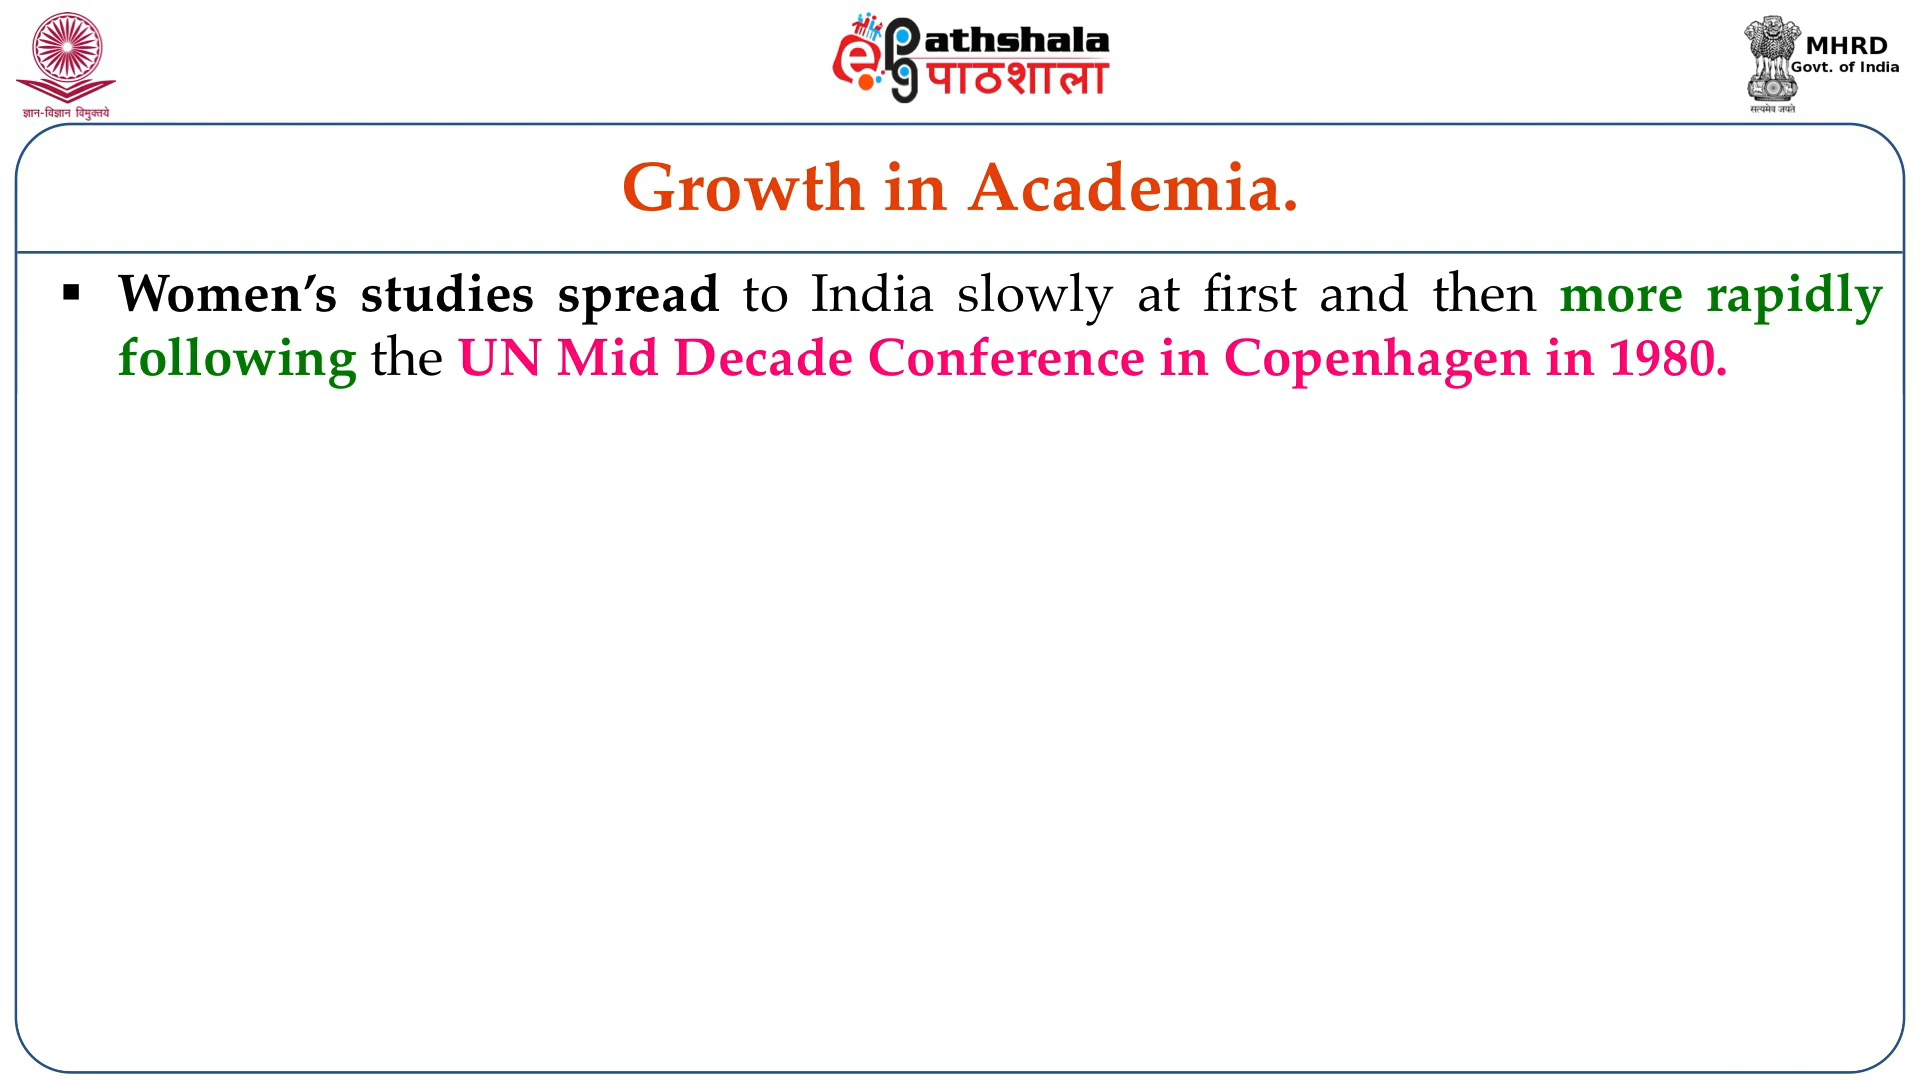 ज्ञान-विज्ञान विमुक्तये
ePathshala
पाठशाला
MHRD
Govt. of India
सत्यमेव जयते
Growth in Academia.
▪ Women’s studies spread to India slowly at first and then more rapidly
following the UN Mid Decade Conference in Copenhagen in 1980.